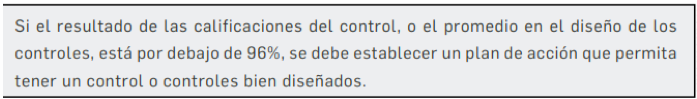 Si el resultado de las calificaciones del control, o el promedio en el diseño de los
controles, está por debajo de 96%, se debe establecer un plan de acción que permita
tener un control o controles bien diseñados.